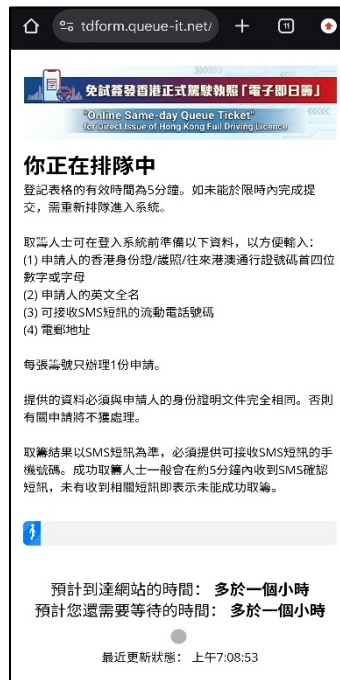 tdform.queue-it.net/
11
免試簽發香港正式駕駛執照「電子即日籌」
"Online Same-day Queue Ticket"
for Direct Issue of Hong Kong Full Driving Licence
你正在排隊中
登記表格的有效時間為5分鐘。如未能於限時內完成提
交，需重新排隊進入系統。
取籌人士可在登入系統前準備以下資料，以方便輸入：
(1) 申請人的香港身份證/護照/往來港澳通行證號碼首四位
數字或字母
(2) 申請人的英文全名
(3) 可接收SMS短訊的流動電話號碼
(4) 電郵地址
每張籌號只辦理1份申請。
提供的資料必須與申請人的身份證明文件完全相同。否則
有關申請將不獲處理。
取籌結果以SMS短訊為準，必須提供可接收SMS短訊的手
機號碼。成功取籌人士一般會在約5分鐘內收到SMS確認
短訊，未有收到相關短訊即表示未能成功取籌。
預計到達網站的時間： 多於一個小時
預計您還需要等待的時間： 多於一個小時
最近更新狀態： 上午7:08:53